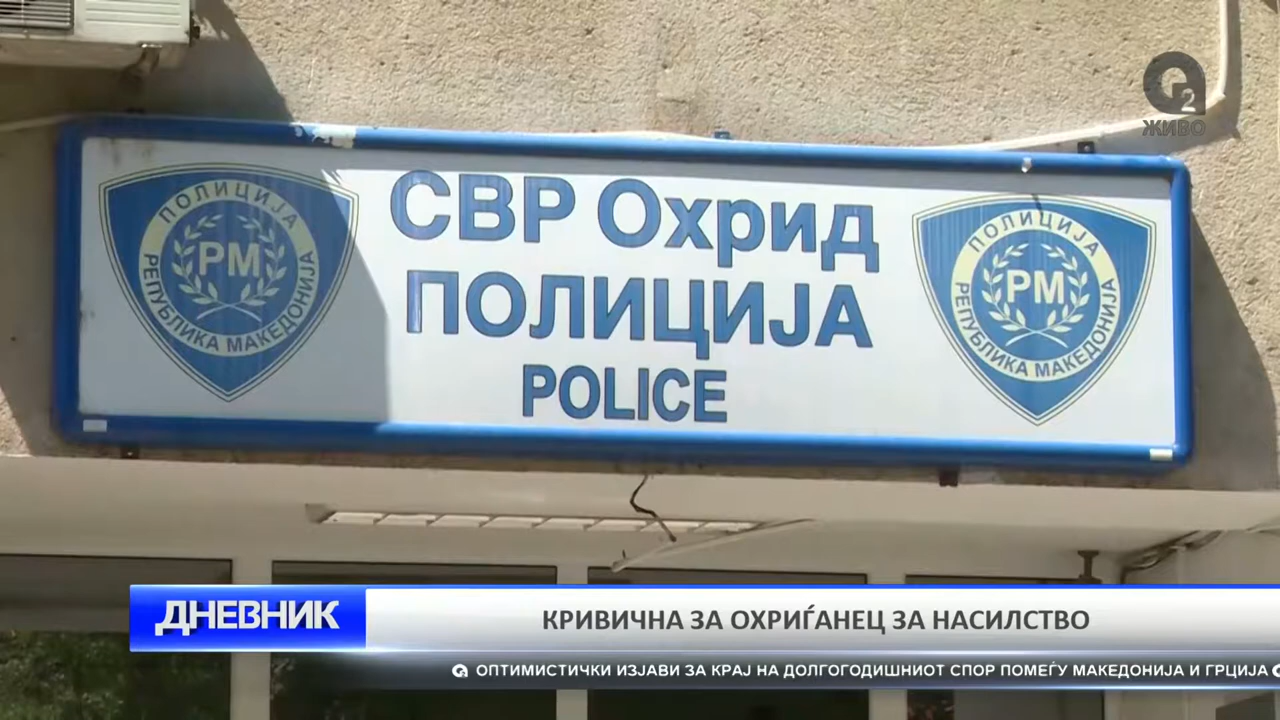 2
ЖИВО
СВР Охрид
ПОЛИЦИЈА
POLICE
ПОЛИЦИЈА
РМ
РЕПУБЛИКА МАКЕДОНИЈА
ПОЛИЦИЈА
РМ
РЕПУБЛИКА МАКЕДОНИЈА
ДНЕВНИК
КРИВИЧНА ЗА ОХРИЃАНЕЦ ЗА НАСИЛСТВО
ОПТИМИСТИЧКИ ИЗЈАВИ ЗА КРАЈ НА ДОЛГОГОДИШНИОТ СПОР ПОМЕЃУ МАКЕДОНИЈА И ГРЦИЈА